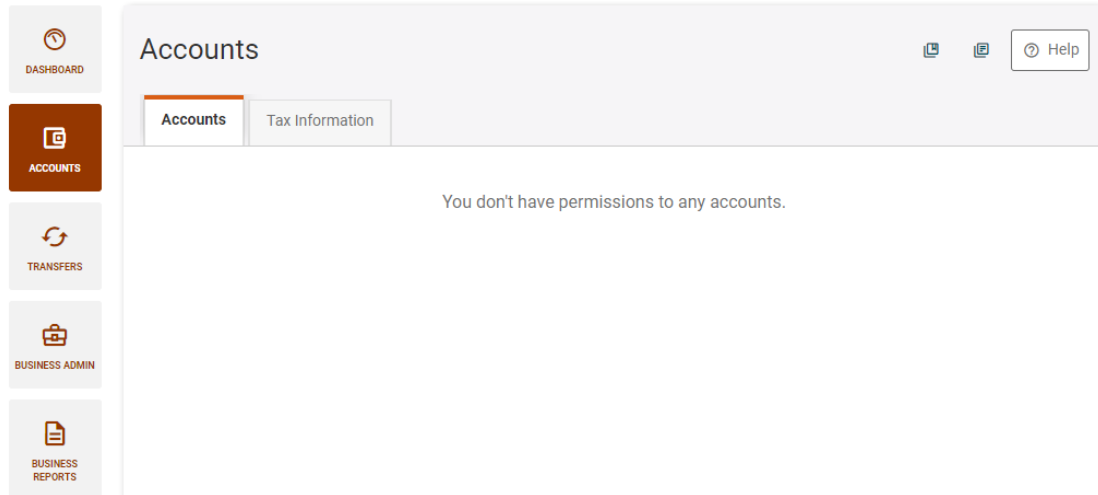 DASHBOARD
ACCOUNTS
TRANSFERS
BUSINESS ADMIN
BUSINESS
REPORTS
Accounts
Help
Accounts
Tax Information
You don't have permissions to any accounts.